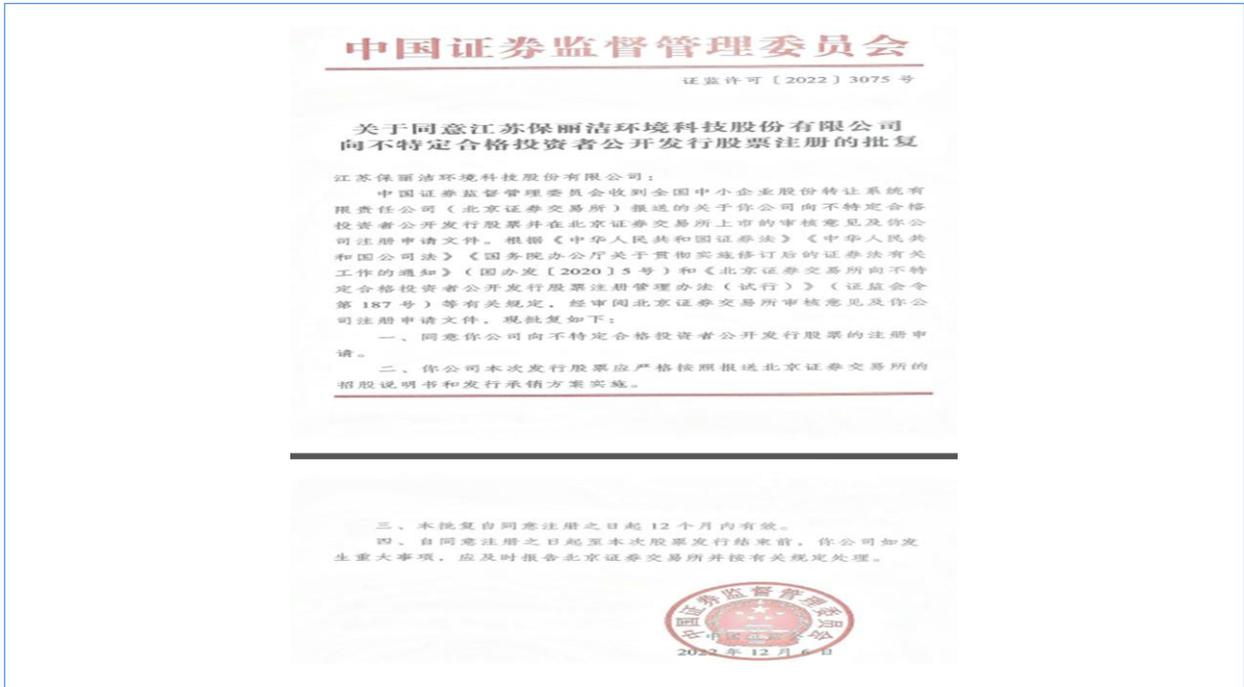 中国证券监督管理委员会
证监许可〔2022〕3075 号
关于同意江苏保丽洁环境科技股份有限公司
向不特定合格投资者公开发行股票注册的批复
江苏保丽洁环境科技股份有限公司：
中国证券监督管理委员会收到全国中小企业股份转让系统有
限责任公司（北京证券交易所）报送的关于你公司向不特定合格
投资者公开发行股票并在北京证券交易所上市的审核意见及你公
司注册申请文件。根据《中华人民共和国证券法》《中华人民共
和国公司法》《国务院办公厅关于贯彻实施修订后的证券法有关
工作的通知》（国办发〔2020〕5 号）和《北京证券交易所向不特
定合格投资者公开发行股票注册管理办法（试行）》（证监会令
第 187 号）等有关规定，经审阅北京证券交易所审核意见及你公
司注册申请文件，现批复如下：
一、同意你公司向不特定合格投资者公开发行股票的注册申
请。
二、你公司本次发行股票应严格按照报送北京证券交易所的
招股说明书和发行承销方案实施。
三、本批复自同意注册之日起 12 个月内有效。
四、自同意注册之日起至本次股票发行结束前，你公司如发
生重大事项，应及时报告北京证券交易所并按有关规定处理。
中国证券监督管理委员会
中国证监会
2022 年 12 月 6 日